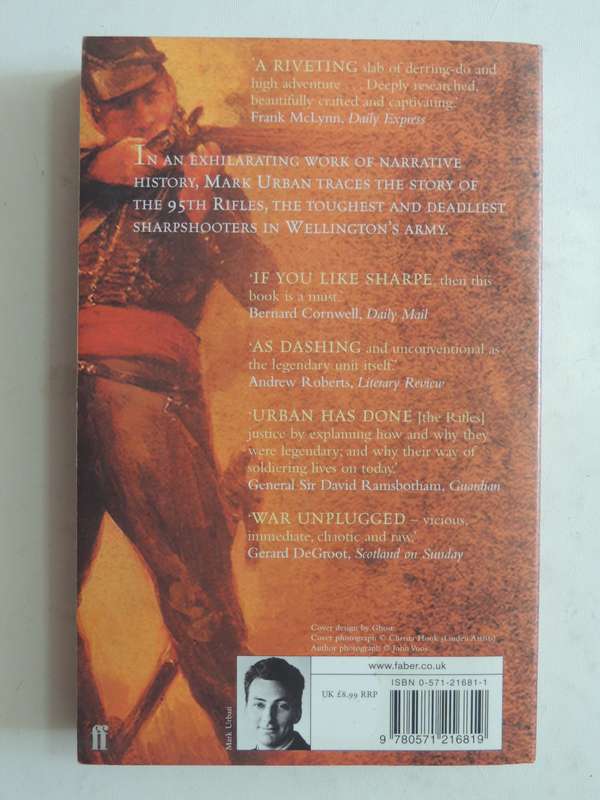 'A RIVETING slab of derring-do and
high adventure . . . Deeply researched,
beautifully crafted and captivating.'
Frank McLynn, Daily Express
IN AN EXHILARATING WORK OF NARRATIVE
HISTORY, MARK URBAN TRACES THE STORY OF
THE 95TH RIFLES, THE TOUGHEST AND DEADLIEST
SHARPSHOOTERS IN WELLINGTON'S ARMY.
'IF YOU LIKE SHARPE, then this
book is a must.'
Bernard Cornwell, Daily Mail
'AS DASHING and unconventional as
the legendary unit itself.'
Andrew Roberts, Literary Review
'URBAN HAS DONE [the Rifles]
justice by explaining how and why they
were legendary; and why their way of
soldiering lives on today.'
General Sir David Ramsbotham, Guardian
'WAR UNPLUGGED – vicious,
immediate, chaotic and raw.'
Gerard DeGroot, Scotland on Sunday
Cover design by Ghost
Cover photograph: © Christa Hook (Linden Artists)
Author photograph: © John Voos
www.faber.co.uk
ISBN 0-571-21681-1
UK £8.99 RRP
9 780571 216819
Mark Urban
ff